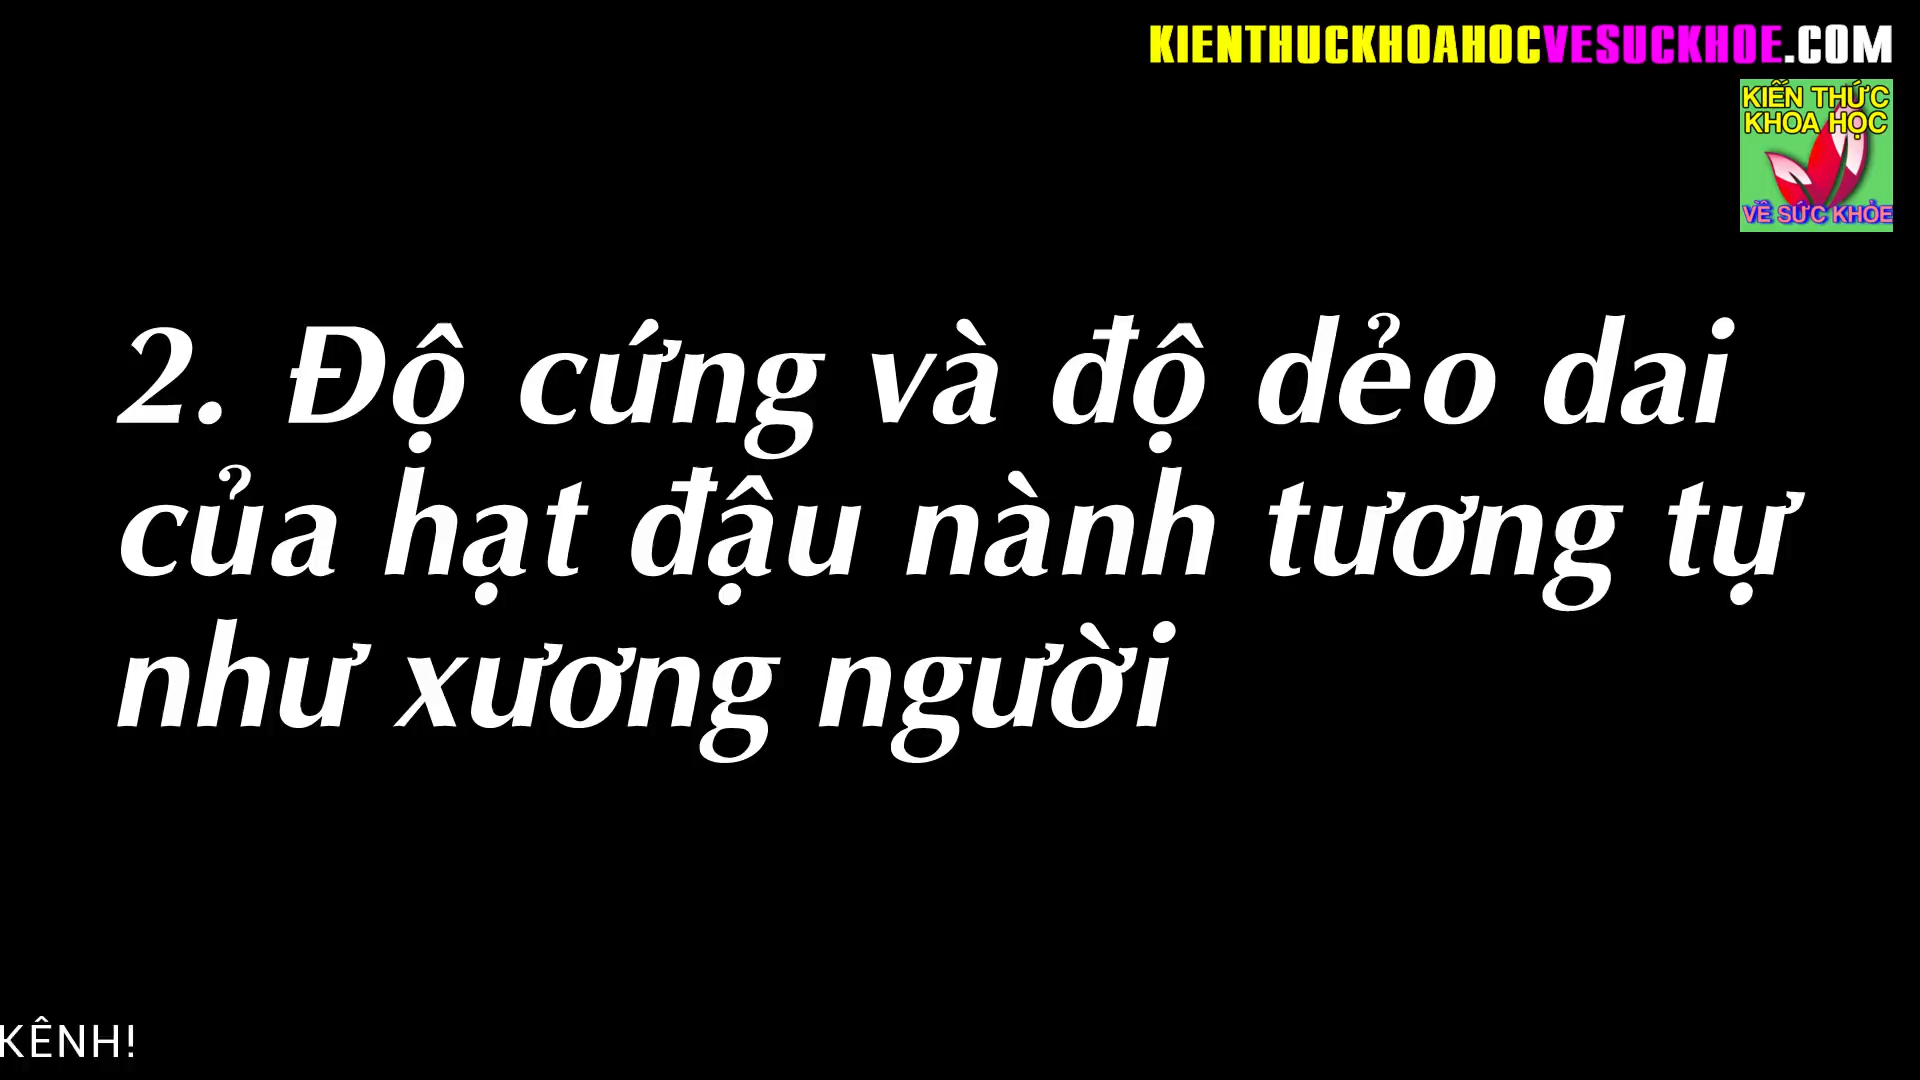 KIENTHUCKHOAHOCVESUCKHOE.COM
KIẾN THỨC
KHOA HỌC
VỀ SỨC KHỎE
2. Độ cứng và độ dẻo dai
của hạt đậu nành tương tự
như xương người
KÊNH!